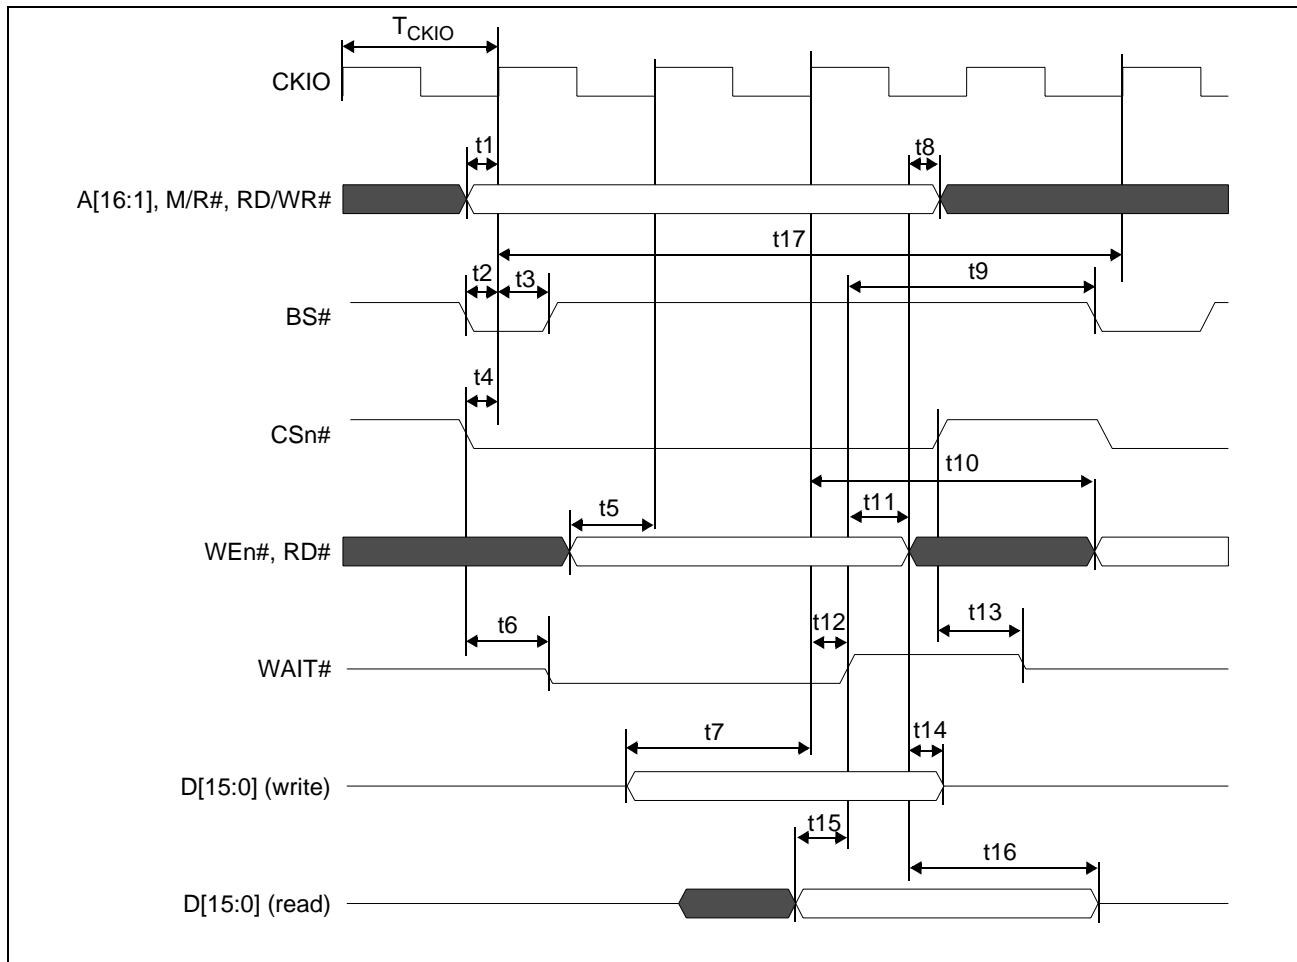 TCKIO
CKIO
t1
t8
A[16:1], M/R#, RD/WR#
t17
t2
t3
t9
BS#
t4
CSn#
t10
t5
t11
WEn#, RD#
t6
t12
t13
WAIT#
t7
t14
D[15:0] (write)
t15
t16
D[15:0] (read)